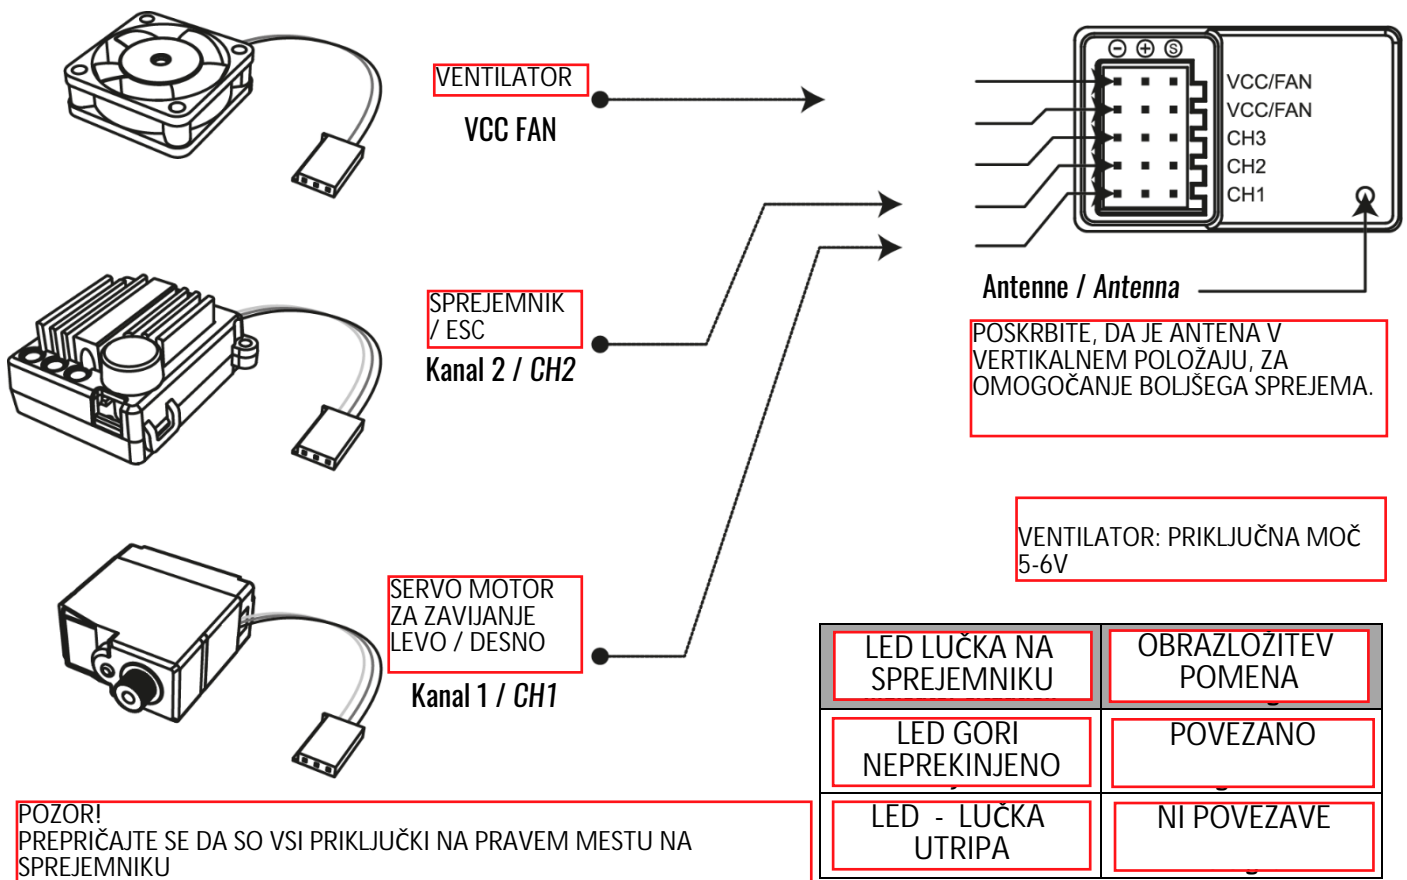 VENTILATOR
VCC FAN
⊖ ⊕ Ⓢ
VCC/FAN
VCC/FAN
CH3
CH2
CH1
Antenne / Antenna
SPREJEMNIK
/ ESC
Kanal 2 / CH2
POSKRBITE, DA JE ANTENA V
VERTIKALNEM POLOŽAJU, ZA
OMOGOČANJE BOLJŠEGA SPREJEMA.
VENTILATOR: PRIKLJUČNA MOČ
5-6V
SERVO MOTOR
ZA ZAVIJANJE
LEVO / DESNO
Kanal 1 / CH1
LED LUČKA NA
SPREJEMNIKU
OBRAZLOŽITEV
POMENA
LED GORI
NEPREKINJENO
POVEZANO
LED - LUČKA
UTRIPA
NI POVEZAVE
POZOR!
PREPRIČAJTE SE DA SO VSI PRIKLJUČKI NA PRAVEM MESTU NA
SPREJEMNIKU